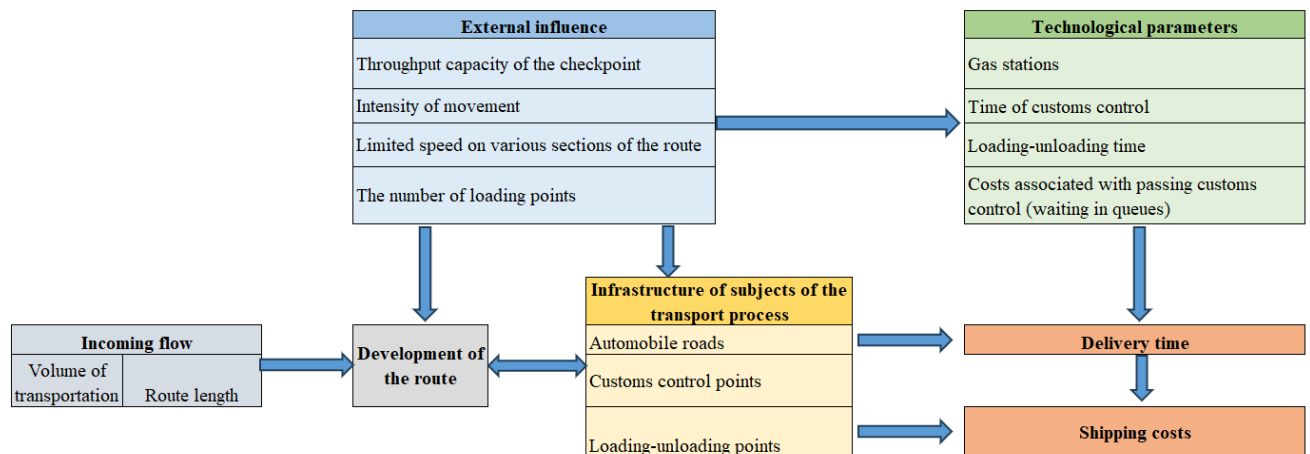 External influence
Throughput capacity of the checkpoint
Intensity of movement
Limited speed on various sections of the route
The number of loading points
Technological parameters
Gas stations
Time of customs control
Loading-unloading time
Costs associated with passing customs
control (waiting in queues)
Incoming flow
Volume of
transportation
Route length
Development of
the route
Infrastructure of subjects of the
transport process
Automobile roads
Customs control points
Loading-unloading points
Delivery time
Shipping costs